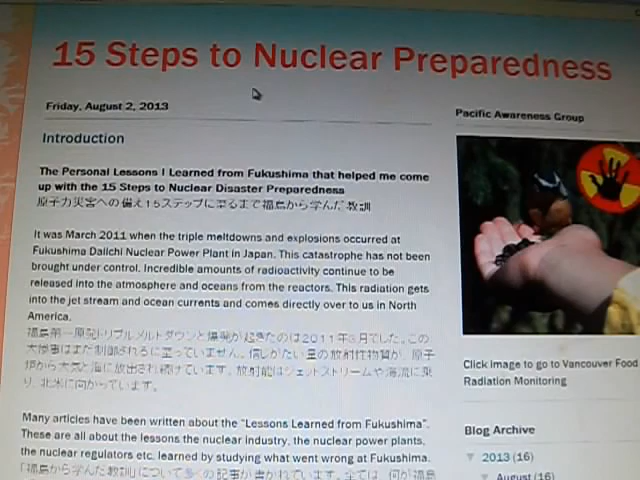 15 Steps to Nuclear Preparedness
Friday, August 2, 2013
Introduction
The Personal Lessons I Learned from Fukushima that helped me come
up with the 15 Steps to Nuclear Disaster Preparedness
原子力災害への備え15ステップに至るまで福島から学んだ教訓
It was March 2011 when the triple meltdowns and explosions occurred at
Fukushima Daiichi Nuclear Power Plant in Japan. This catastrophe has not been
brought under control. Incredible amounts of radioactivity continue to be
released into the atmosphere and oceans from the reactors. This radiation gets
into the jet stream and ocean currents and comes directly over to us in North
America.
福島第一原発トリプルメルトダウンと爆発が起きたのは2011年3月でした。この
大惨事はまだ制御されるに至っていません。信じがたい量の放射性物質が、原子
炉から大気と海に放出され続けています。放射能はジェットストリームや海流に乗
り、北米に向かっています。
Many articles have been written about the "Lessons Learned from Fukushima".
These are all about the lessons the nuclear industry, the nuclear power plants,
the nuclear regulators etc. learned by studying what went wrong at Fukushima.
「福島から学んだ教訓」について多くの記事が書かれています。全ては、何が福島
Pacific Awareness Group
Click image to go to Vancouver Food
Radiation Monitoring
Blog Archive
▼ 2013 (16)
▼ August (16)